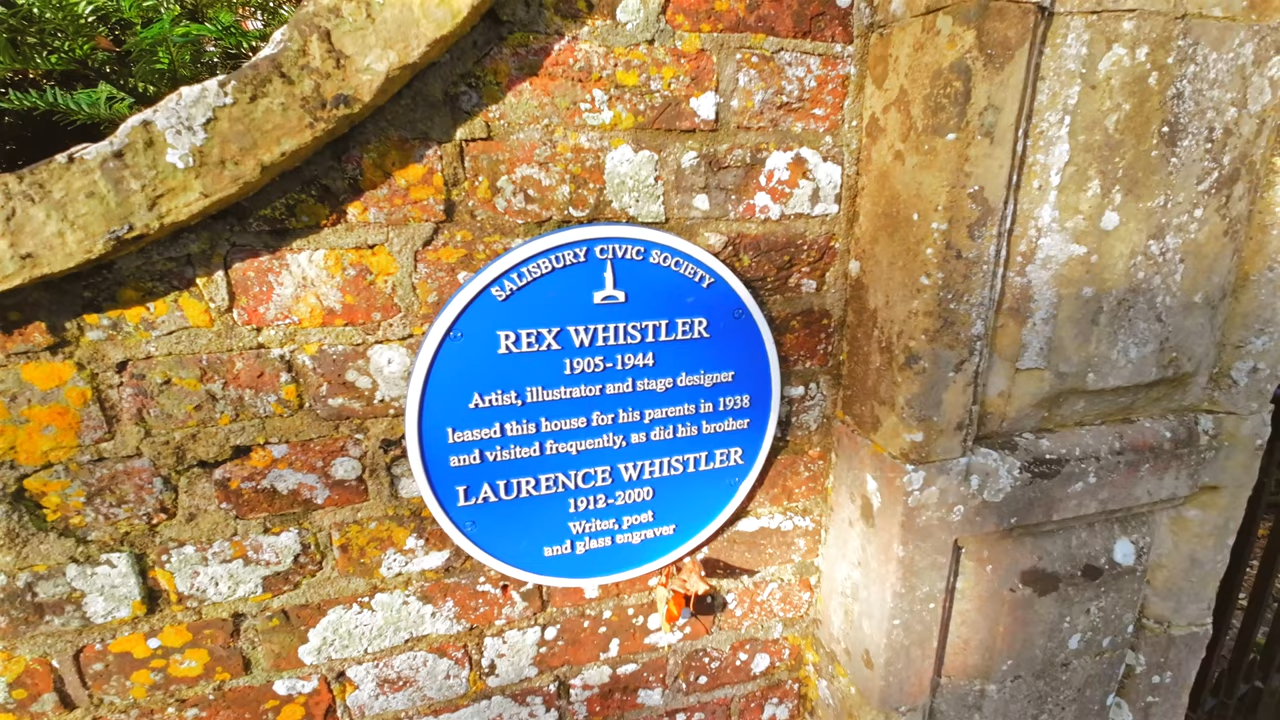 SALISBURY CIVIC SOCIETY
REX WHISTLER
1905-1944
Artist, illustrator and stage designer
leased this house for his parents in 1938
and visited frequently, as did his brother
LAURENCE WHISTLER
1912-2000
Writer, poet
and glass engraver